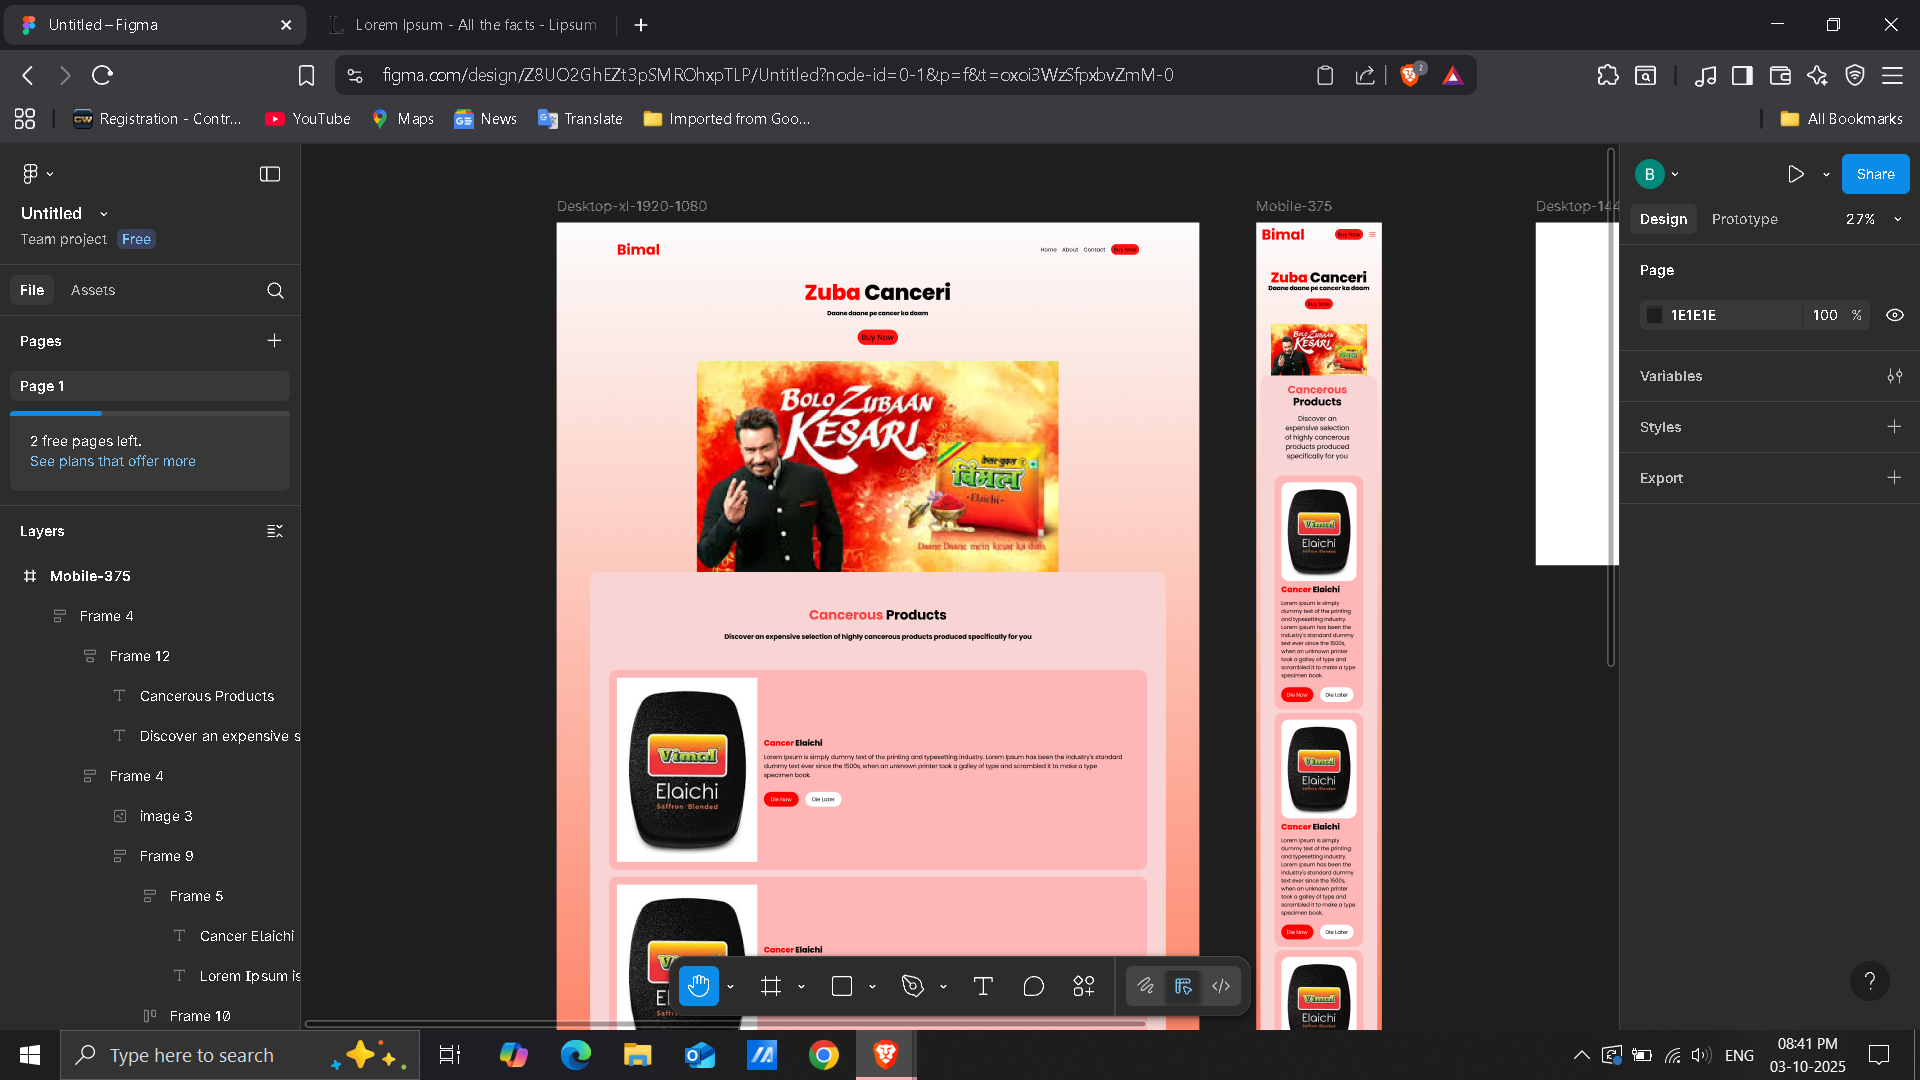 Untitled – Figma
Lorem Ipsum - All the facts - Lipsum
figma.com/design/Z8UO2GhEZt3pSMROhxpTLP/Untitled?node-id=0-1&p=f&t=oxoi3WzSfpxbvZmM-0
2
Registration - Contr...
YouTube
Maps
News
Translate
Imported from Goo...
All Bookmarks
Untitled
Team project Free
File Assets
Pages
Page 1
2 free pages left.
See plans that offer more
Layers
Mobile-375
Frame 4
Frame 12
Cancerous Products
Discover an expensive s
Frame 4
image 3
Frame 9
Frame 5
Cancer Elaichi
Lorem Ipsum is
Frame 10
Desktop-xl-1920-1080
Bimal
Home About Contact Buy Now
Zuba Canceri
Daane daane pe cancer ka daam
Buy Now
BOLO ZUBAAN
KESARI
केसर-युक्त
विमल
Elaichi
Daane Daane mein kesar ka dam
Cancerous Products
Discover an expensive selection of highly cancerous products produced specifically for you
Vimal
Elaichi
Saffron Blended
Cancer Elaichi
Lorem Ipsum is simply dummy text of the printing and typesetting industry. Lorem Ipsum has been the industry's standard
dummy text ever since the 1500s, when an unknown printer took a galley of type and scrambled it to make a type
specimen book.
Die Now Die Later
Cancer Elaichi
Mobile-375
Bimal
Buy Now
Zuba Canceri
Daane daane pe cancer ka daam
Buy Now
BOLO ZUBAAN
KESARI
विमल
Cancerous
Products
Discover an
expensive selection
of highly cancerous
products produced
specifically for you
Vimal
Elaichi
Saffron Blended
Cancer Elaichi
Lorem Ipsum is simply
dummy text of the printing
and typesetting industry.
Lorem Ipsum has been the
industry's standard dummy
text ever since the 1500s,
when an unknown printer
took a galley of type and
scrambled it to make a type
specimen book.
Die Now Die Later
Vimal
Elaichi
Saffron Blended
Cancer Elaichi
Lorem Ipsum is simply
dummy text of the printing
and typesetting industry.
Lorem Ipsum has been the
industry's standard dummy
text ever since the 1500s,
when an unknown printer
took a galley of type and
scrambled it to make a type
specimen book.
Die Now Die Later
Vimal
Elaichi
Desktop-144
B
Share
Design Prototype 27%
Page
1E1E1E 100 %
Variables
Styles
Export
?
Type here to search
ENG
08:41 PM
03-10-2025